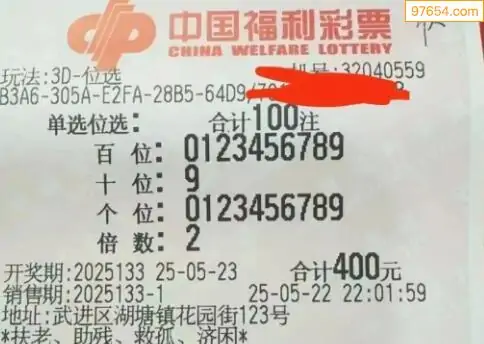 97654.com
中国福利彩票
CHINA WELFARE LOTTERY
玩法:3D-位选 机号:32040559
B3A6-305A-E2FA-28B5-64D9/
单选位选: 合计100注
百 位: 0123456789
十 位: 9
个 位: 0123456789
倍 数: 2
开奖期:2025133 25-05-23 合计400元
销售期:2025133-1 25-05-22 22:01:59
地址: 武进区湖塘镇花园街123号
*扶老、助残、救孤、济困*